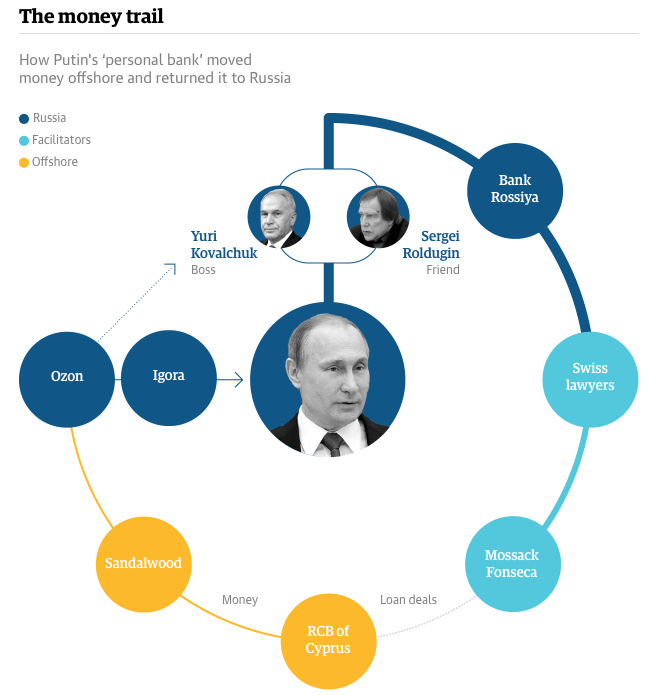 The money trail
How Putin's ‘personal bank’ moved
money offshore and returned it to Russia
Russia
Facilitators
Offshore
Bank
Rossiya
Yuri
Kovalchuk
Boss
Sergei
Roldugin
Friend
Ozon
Igora
Swiss
lawyers
Sandalwood
Mossack
Fonseca
Money
Loan deals
RCB of
Cyprus